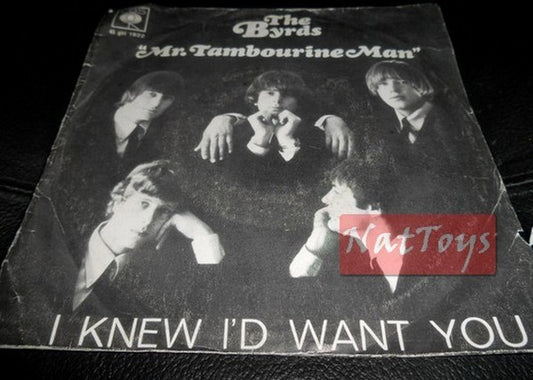 The
Byrds
"Mr. Tambourine Man"
NatToys
I KNEW I'D WANT YOU